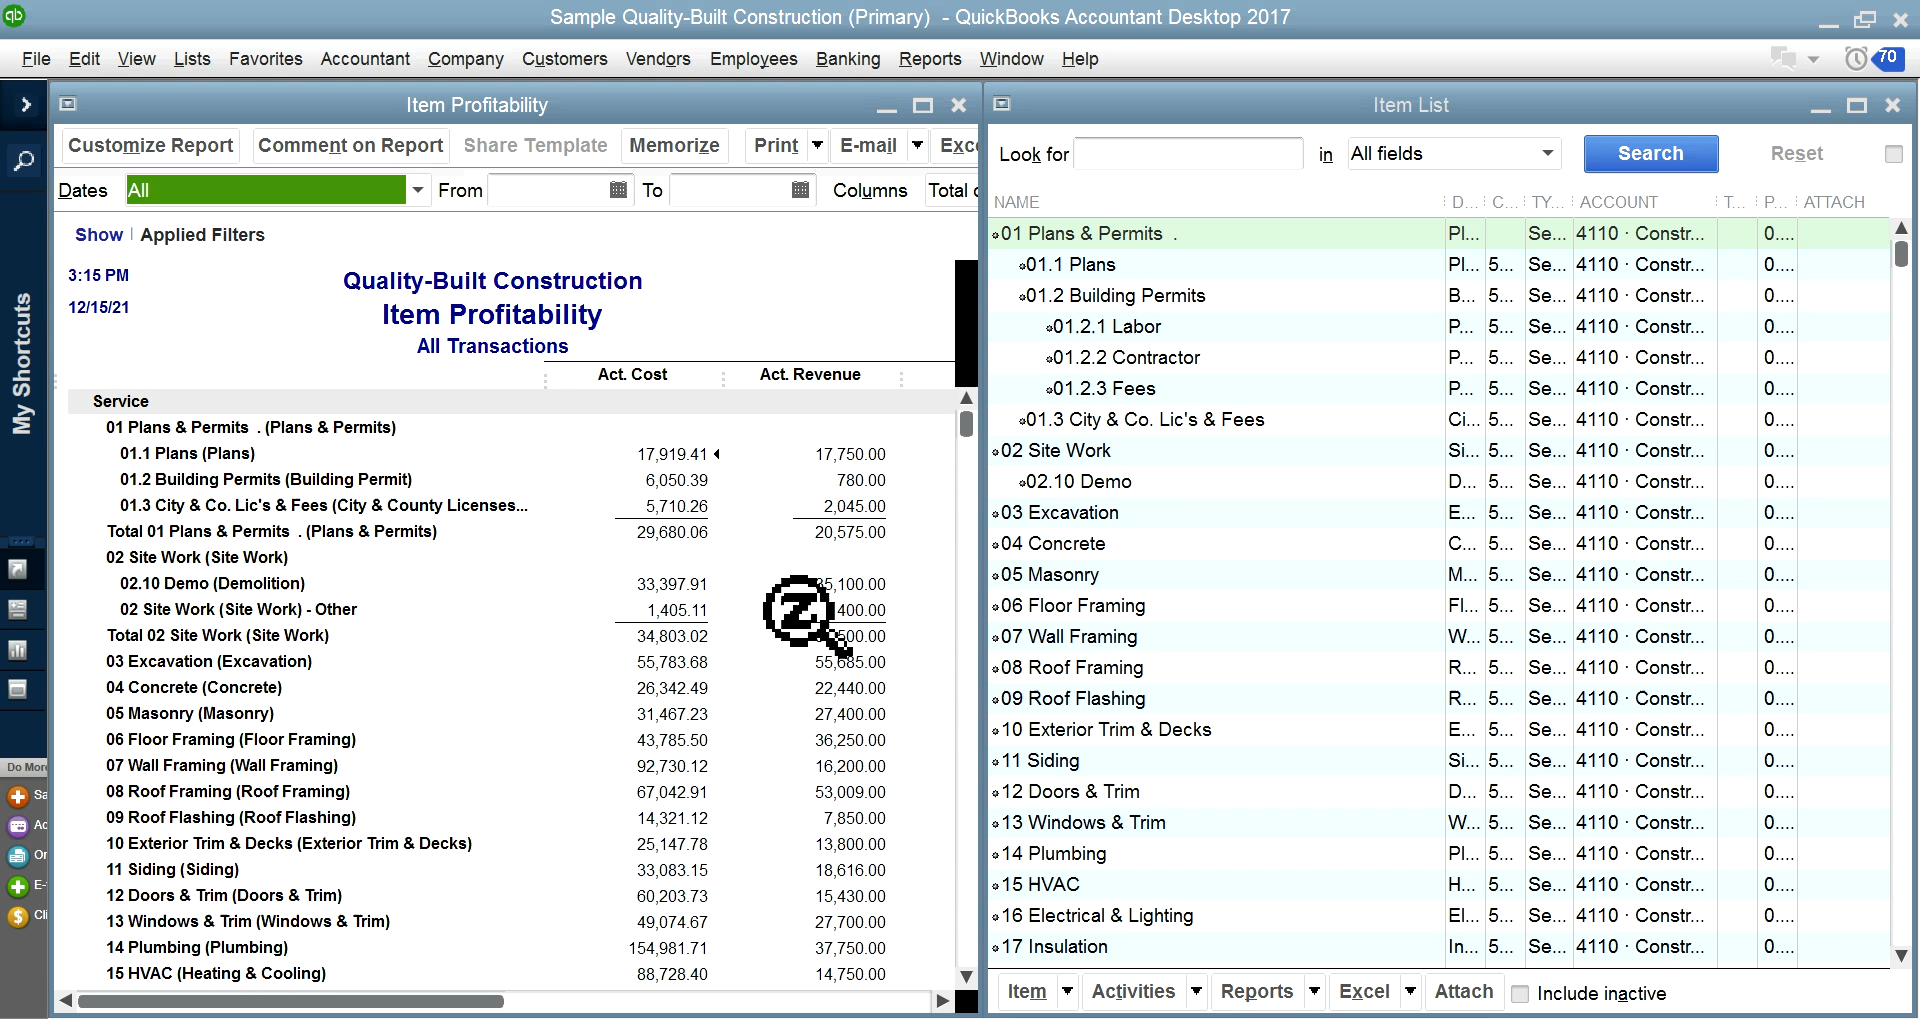 qb Sample Quality-Built Construction (Primary) - QuickBooks Accountant Desktop 2017
File Edit View Lists Favorites Accountant Company Customers Vendors Employees Banking Reports Window Help 70
Item Profitability
Customize Report Comment on Report Share Template Memorize Print E-mail Exce
Dates All From To Columns Total c
Show | Applied Filters
3:15 PM
12/15/21
Quality-Built Construction
Item Profitability
All Transactions
Act. Cost Act. Revenue
Service
01 Plans & Permits . (Plans & Permits)
01.1 Plans (Plans) 17,919.41 17,750.00
01.2 Building Permits (Building Permit) 6,050.39 780.00
01.3 City & Co. Lic's & Fees (City & County Licenses... 5,710.26 2,045.00
Total 01 Plans & Permits . (Plans & Permits) 29,680.06 20,575.00
02 Site Work (Site Work)
02.10 Demo (Demolition) 33,397.91 5,100.00
02 Site Work (Site Work) - Other 1,405.11 400.00
Total 02 Site Work (Site Work) 34,803.02 500.00
03 Excavation (Excavation) 55,783.68 55,685.00
04 Concrete (Concrete) 26,342.49 22,440.00
05 Masonry (Masonry) 31,467.23 27,400.00
06 Floor Framing (Floor Framing) 43,785.50 36,250.00
07 Wall Framing (Wall Framing) 92,730.12 16,200.00
08 Roof Framing (Roof Framing) 67,042.91 53,009.00
09 Roof Flashing (Roof Flashing) 14,321.12 7,850.00
10 Exterior Trim & Decks (Exterior Trim & Decks) 25,147.78 13,800.00
11 Siding (Siding) 33,083.15 18,616.00
12 Doors & Trim (Doors & Trim) 60,203.73 15,430.00
13 Windows & Trim (Windows & Trim) 49,074.67 27,700.00
14 Plumbing (Plumbing) 154,981.71 37,750.00
15 HVAC (Heating & Cooling) 88,728.40 14,750.00
Z
My Shortcuts
Do More
Sa
Ac
Or
E-
Cli
Item List
Look for in All fields Search Reset
NAME D... C... TY... ACCOUNT T... P... ATTACH
01 Plans & Permits . Pl... Se... 4110 · Constr... 0....
01.1 Plans Pl... 5... Se... 4110 · Constr... 0....
01.2 Building Permits B... 5... Se... 4110 · Constr... 0....
01.2.1 Labor P... 5... Se... 4110 · Constr... 0....
01.2.2 Contractor P... 5... Se... 4110 · Constr... 0....
01.2.3 Fees P... 5... Se... 4110 · Constr... 0....
01.3 City & Co. Lic's & Fees Ci... 5... Se... 4110 · Constr... 0....
02 Site Work Si... 5... Se... 4110 · Constr... 0....
02.10 Demo D... 5... Se... 4110 · Constr... 0....
03 Excavation E... 5... Se... 4110 · Constr... 0....
04 Concrete C... 5... Se... 4110 · Constr... 0....
05 Masonry M... 5... Se... 4110 · Constr... 0....
06 Floor Framing Fl... 5... Se... 4110 · Constr... 0....
07 Wall Framing W... 5... Se... 4110 · Constr... 0....
08 Roof Framing R... 5... Se... 4110 · Constr... 0....
09 Roof Flashing R... 5... Se... 4110 · Constr... 0....
10 Exterior Trim & Decks E... 5... Se... 4110 · Constr... 0....
11 Siding Si... 5... Se... 4110 · Constr... 0....
12 Doors & Trim D... 5... Se... 4110 · Constr... 0....
13 Windows & Trim W... 5... Se... 4110 · Constr... 0....
14 Plumbing Pl... 5... Se... 4110 · Constr... 0....
15 HVAC H... 5... Se... 4110 · Constr... 0....
16 Electrical & Lighting El... 5... Se... 4110 · Constr... 0....
17 Insulation In... 5... Se... 4110 · Constr... 0....
Item Activities Reports Excel Attach Include inactive